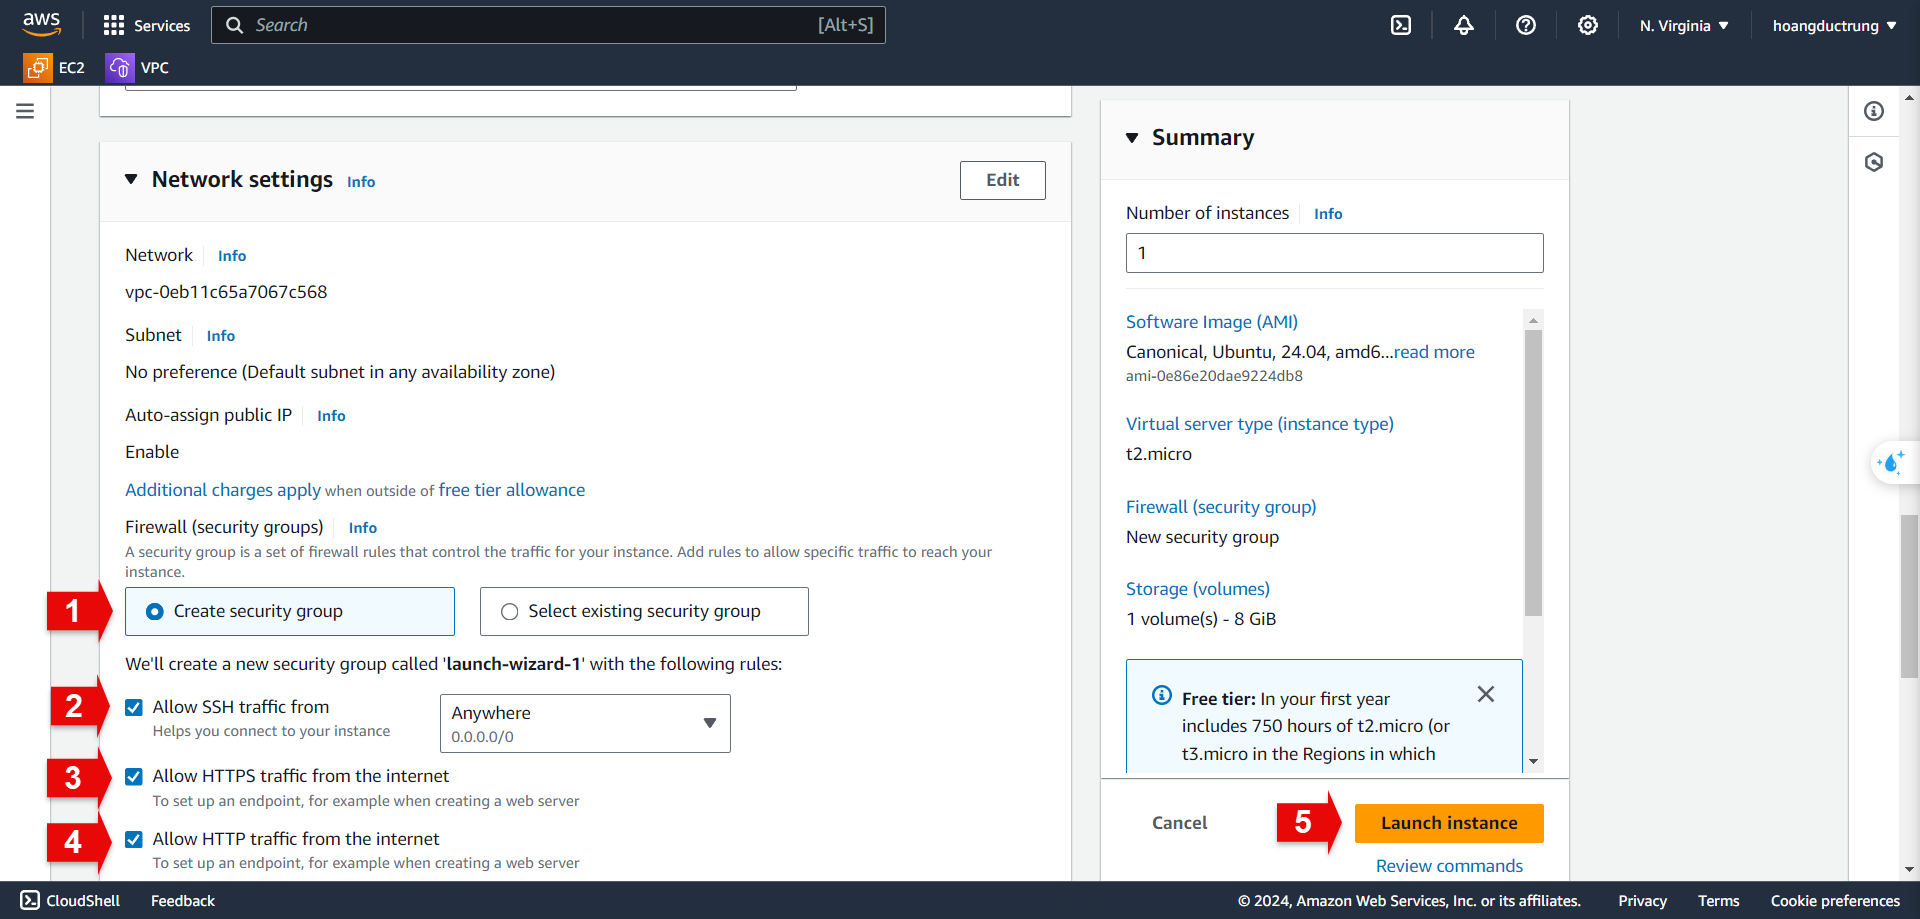 aws
Services
Search
[Alt+S]
N. Virginia
hoangductrung
EC2
VPC
Network settings Info
Edit
Network Info
vpc-0eb11c65a7067c568
Subnet Info
No preference (Default subnet in any availability zone)
Auto-assign public IP Info
Enable
Additional charges apply when outside of free tier allowance
Firewall (security groups) Info
A security group is a set of firewall rules that control the traffic for your instance. Add rules to allow specific traffic to reach your
instance.
1
Create security group
Select existing security group
We'll create a new security group called 'launch-wizard-1' with the following rules:
2
Allow SSH traffic from
Helps you connect to your instance
Anywhere
0.0.0.0/0
3
Allow HTTPS traffic from the internet
To set up an endpoint, for example when creating a web server
4
Allow HTTP traffic from the internet
To set up an endpoint, for example when creating a web server
Summary
Number of instances Info
1
Software Image (AMI)
Canonical, Ubuntu, 24.04, amd6...read more
ami-0e86e20dae9224db8
Virtual server type (instance type)
t2.micro
Firewall (security group)
New security group
Storage (volumes)
1 volume(s) - 8 GiB
Free tier: In your first year
includes 750 hours of t2.micro (or
t3.micro in the Regions in which
Cancel
5
Launch instance
Review commands
CloudShell
Feedback
© 2024, Amazon Web Services, Inc. or its affiliates.
Privacy
Terms
Cookie preferences